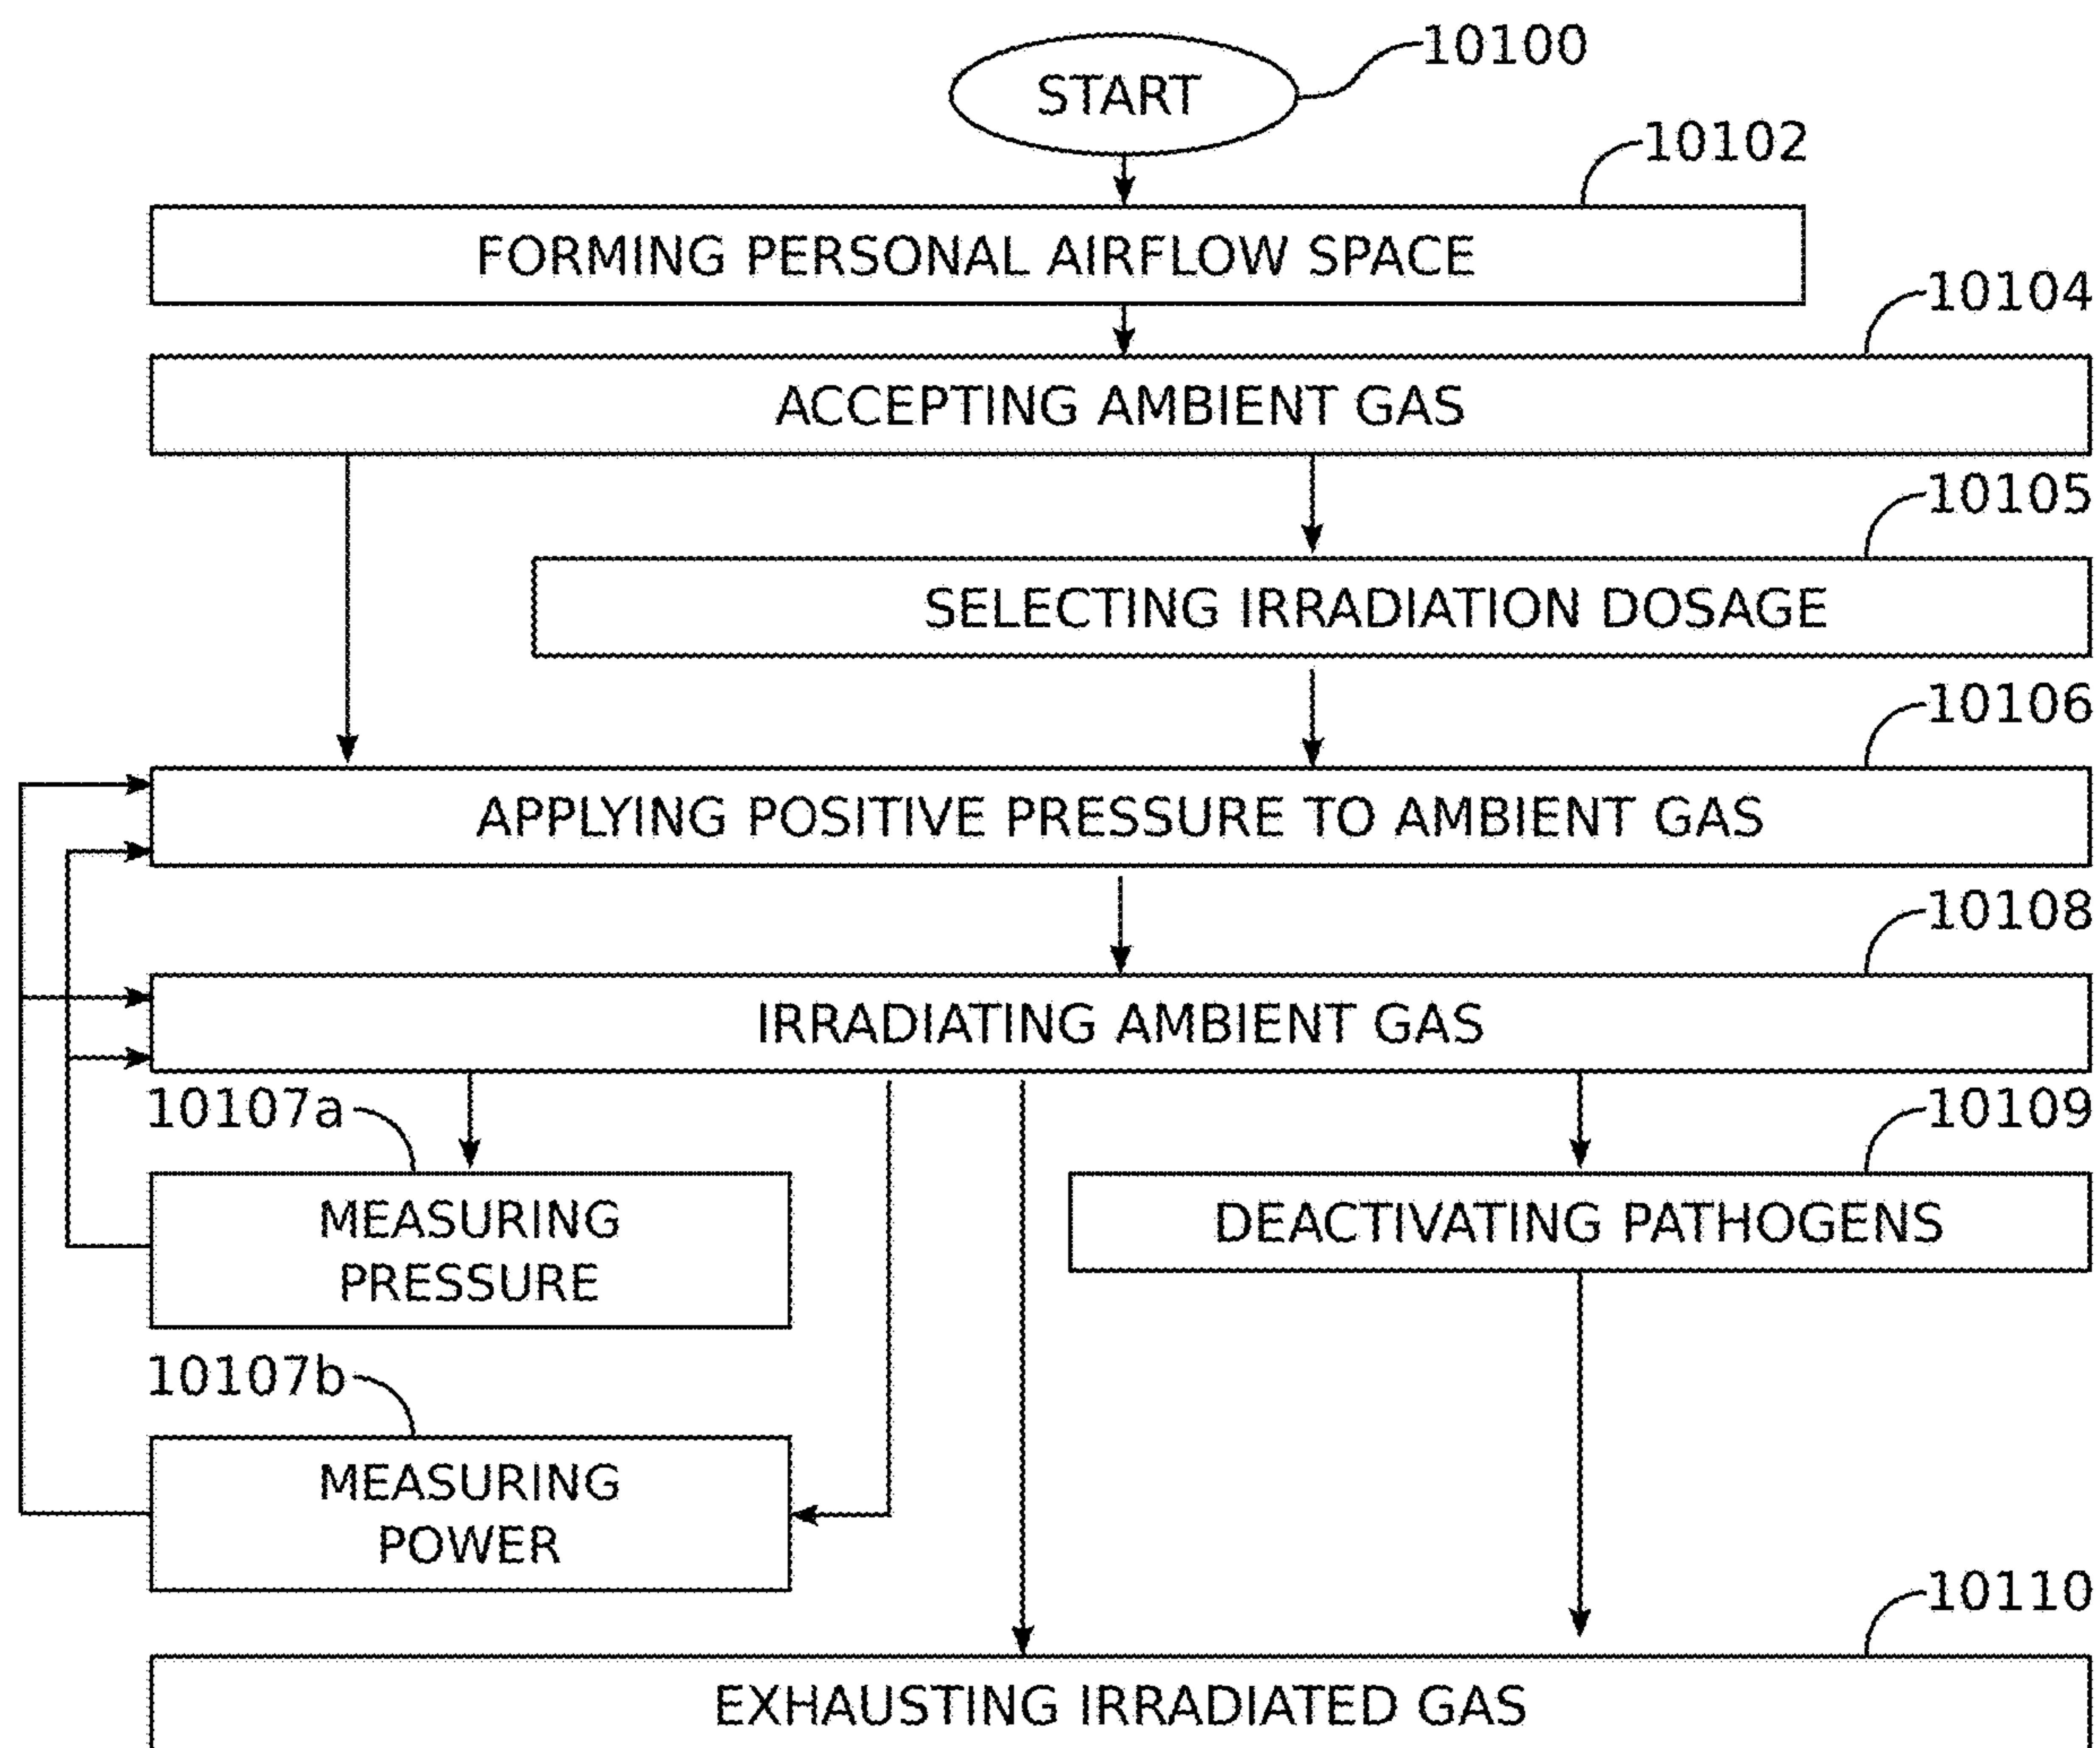 START
10100
10102
FORMING PERSONAL AIRFLOW SPACE
10104
ACCEPTING AMBIENT GAS
10105
SELECTING IRRADIATION DOSAGE
10106
APPLYING POSITIVE PRESSURE TO AMBIENT GAS
10108
IRRADIATING AMBIENT GAS
10107a
10109
MEASURING
PRESSURE
DEACTIVATING PATHOGENS
10107b
MEASURING
POWER
10110
EXHAUSTING IRRADIATED GAS